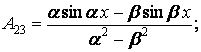 A₂₃ = (α sin αx − β sin βx) / (α² − β²);